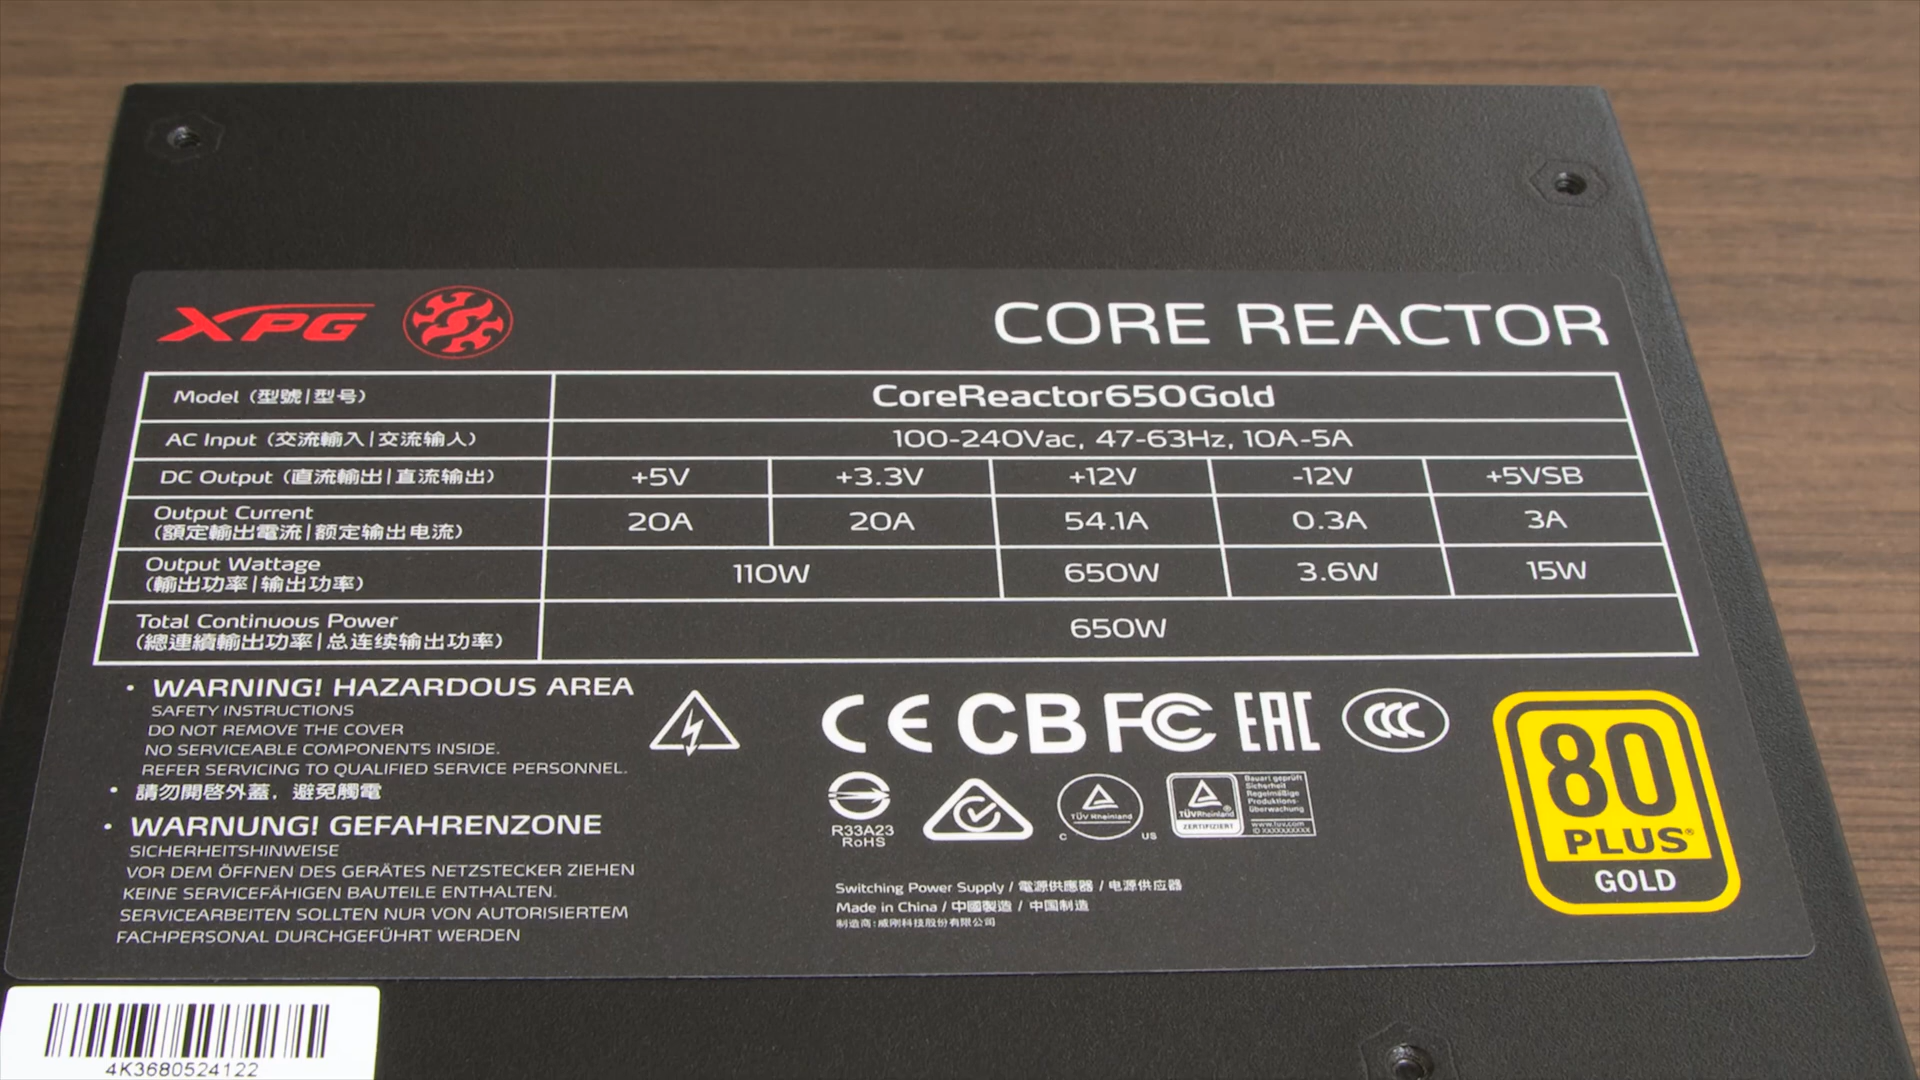 XPG CORE REACTOR
Model (型號|型号) CoreReactor650Gold
AC Input (交流輸入|交流输入) 100-240Vac, 47-63Hz, 10A-5A
DC Output (直流輸出|直流输出) +5V +3.3V +12V -12V +5VSB
Output Current 20A 20A 54.1A 0.3A 3A
(額定輸出電流|额定输出电流)
Output Wattage 110W 650W 3.6W 15W
(輸出功率|输出功率)
Total Continuous Power 650W
(總連續輸出功率|总连续输出功率)
• WARNING! HAZARDOUS AREA
SAFETY INSTRUCTIONS
DO NOT REMOVE THE COVER
NO SERVICEABLE COMPONENTS INSIDE.
REFER SERVICING TO QUALIFIED SERVICE PERSONNEL.
• 請勿開啓外蓋, 避免觸電
• WARNUNG! GEFAHRENZONE
SICHERHEITSHINWEISE
VOR DEM ÖFFNEN DES GERÄTES NETZSTECKER ZIEHEN
KEINE SERVICEFÄHIGEN BAUTEILE ENTHALTEN.
SERVICEARBEITEN SOLLTEN NUR VON AUTORISIERTEM
FACHPERSONAL DURCHGEFÜHRT WERDEN
CE CB FC EAC CCC
R33A23
RoHS
TÜV Rheinland
C US
TÜVRheinland®
ZERTIFIZIERT
Bauart geprüft
Sicherheit
Regelmäßige
Produktions-
überwachung
www.tuv.com
© XXXXXXXXXX
Switching Power Supply / 電源供應器 / 电源供应器
Made in China / 中國製造 / 中国制造
制造商: 威刚科技股份有限公司
80
PLUS®
GOLD
4K3680524122